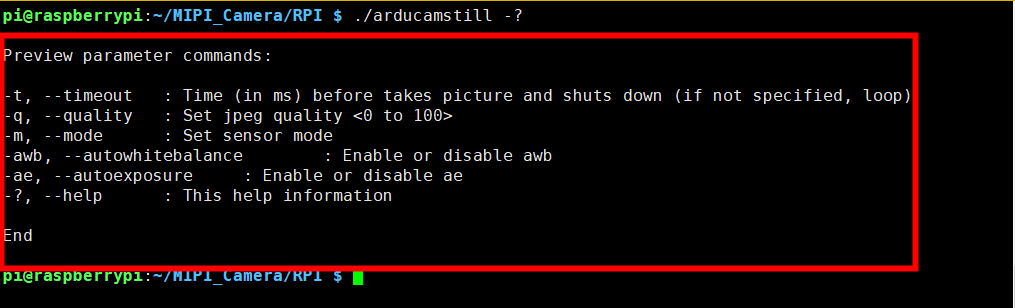 pi@raspberrypi:~/MIPI_Camera/RPI $ ./arducamstill -?
Preview parameter commands:
-t, --timeout   : Time (in ms) before takes picture and shuts down (if not specified, loop)
-q, --quality   : Set jpeg quality <0 to 100>
-m, --mode      : Set sensor mode
-awb, --autowhitebalance        : Enable or disable awb
-ae, --autoexposure     : Enable or disable ae
-?, --help      : This help information
End
pi@raspberrypi:~/MIPI_Camera/RPI $